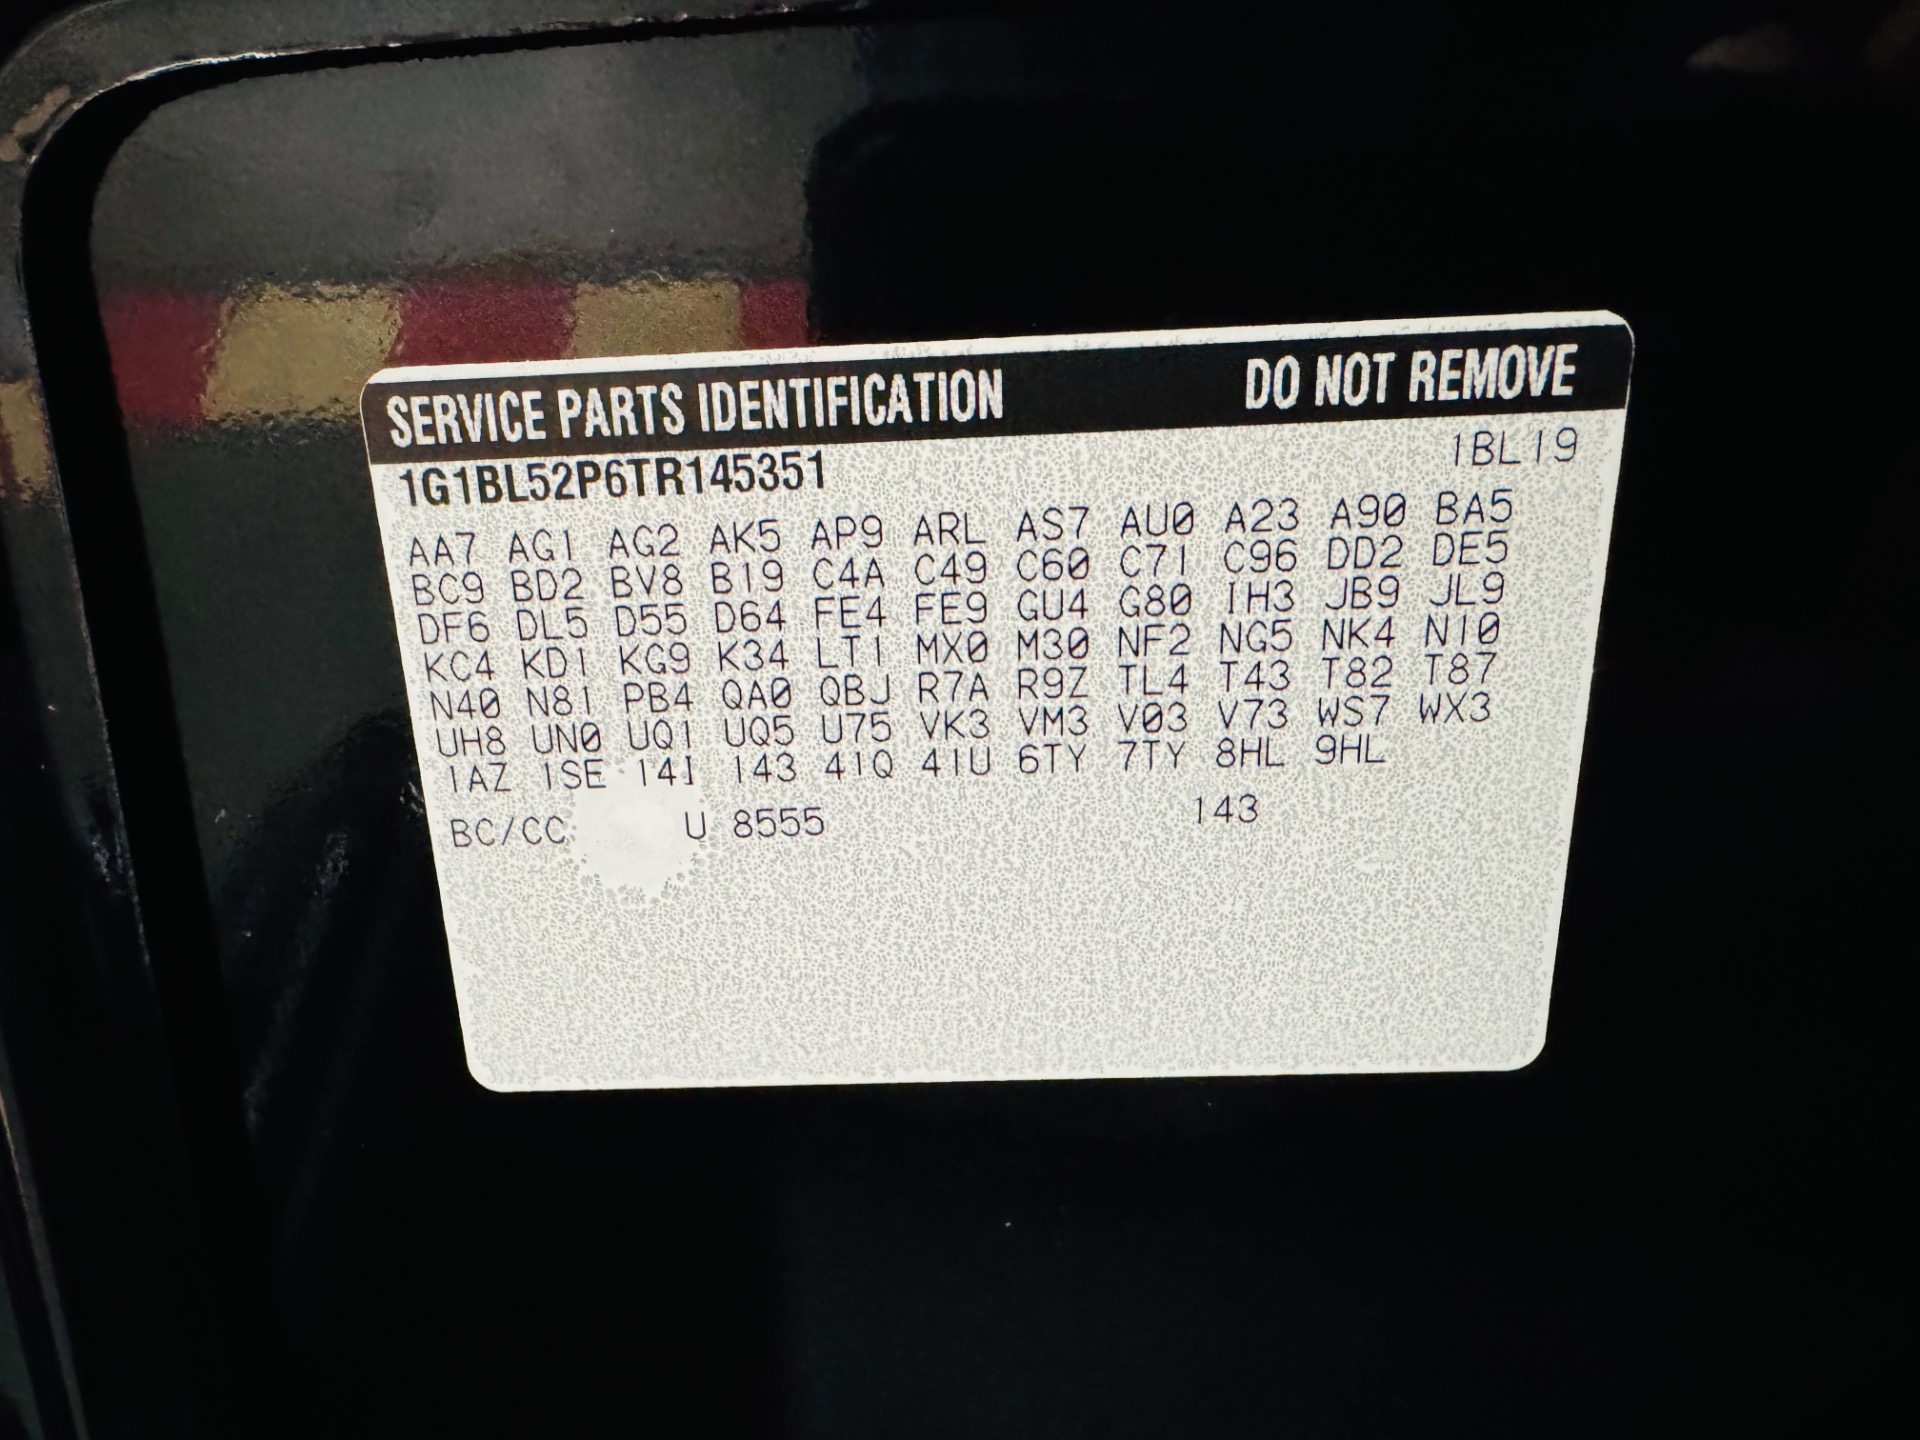 SERVICE PARTS IDENTIFICATION DO NOT REMOVE
1G1BL52P6TR145351 1BL19
AA7 AG1 AG2 AK5 AP9 ARL AS7 AU0 A23 A90 BA5
BC9 BD2 BV8 B19 C4A C49 C60 C71 C96 DD2 DE5
DF6 DL5 D55 D64 FE4 FE9 GU4 G80 IH3 JB9 JL9
KC4 KD1 KG9 K34 LT1 MX0 M30 NF2 NG5 NK4 N10
N40 N81 PB4 QA0 QBJ R7A R9Z TL4 T43 T82 T87
UH8 UN0 UQ1 UQ5 U75 VK3 VM3 V03 V73 WS7 WX3
1AZ 1SE 14I 143 41Q 41U 6TY 7TY 8HL 9HL
BC/CC U 8555 143